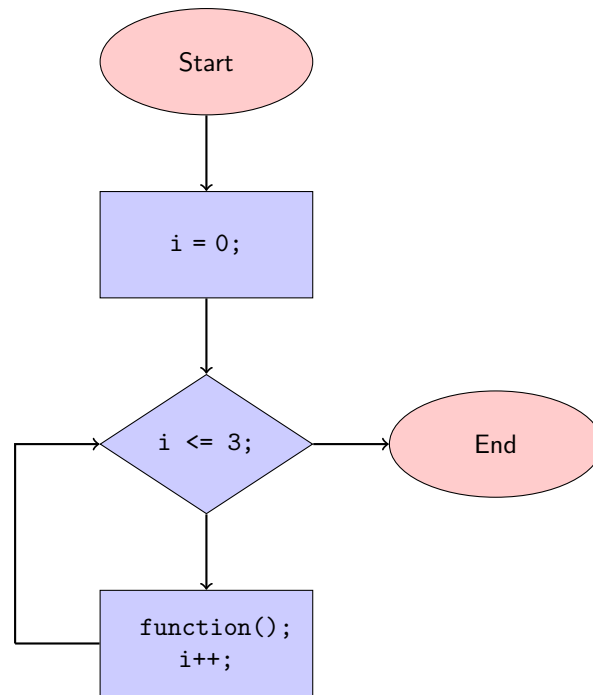 Start
i = 0;
i <= 3;
End
function();
i++;